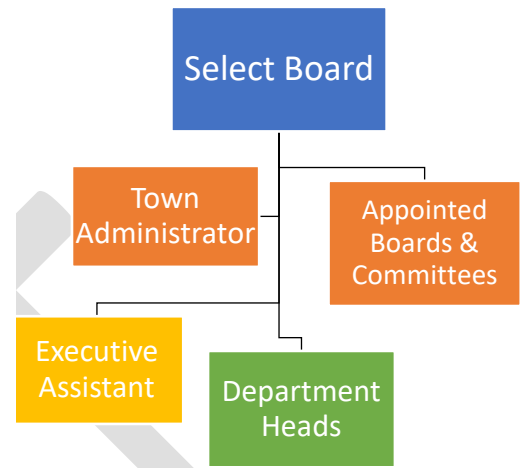 Select Board
Town
Administrator
Appointed
Boards &
Committees
Executive
Assistant
Department
Heads